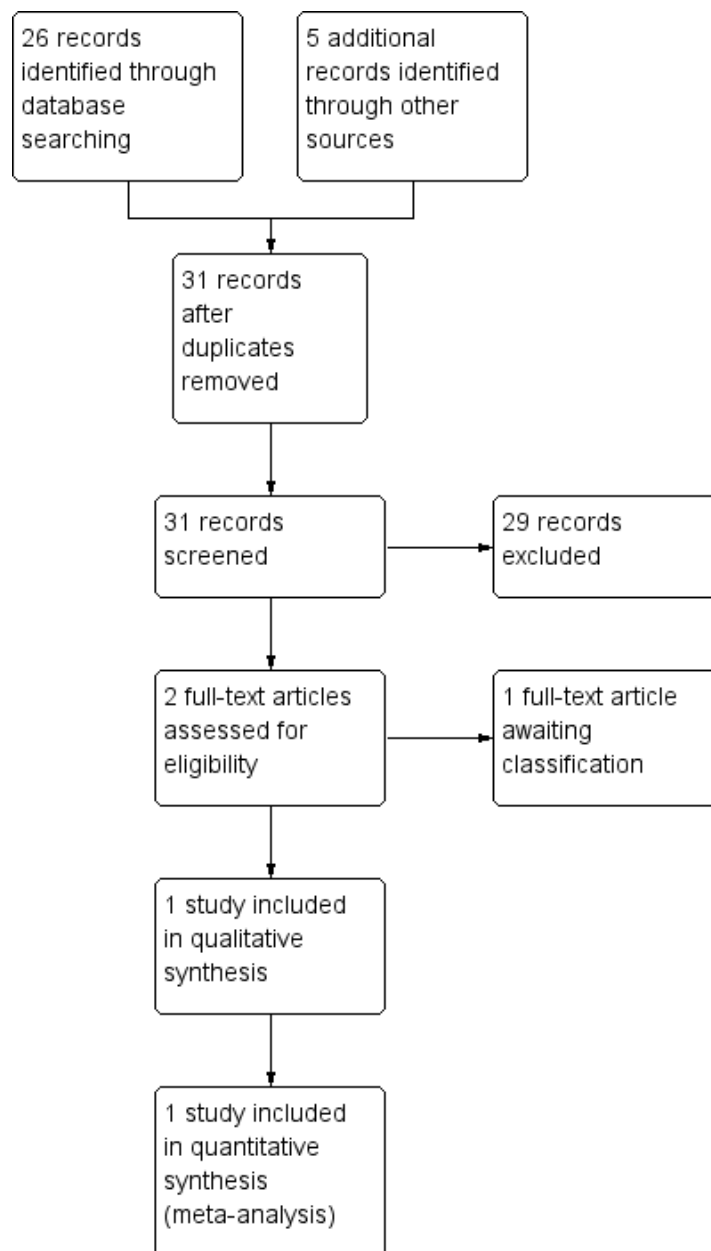 26 records
identified through
database
searching
5 additional
records identified
through other
sources
31 records
after
duplicates
removed
31 records
screened
29 records
excluded
2 full-text articles
assessed for
eligibility
1 full-text article
awaiting
classification
1 study included
in qualitative
synthesis
1 study included
in quantitative
synthesis
(meta-analysis)